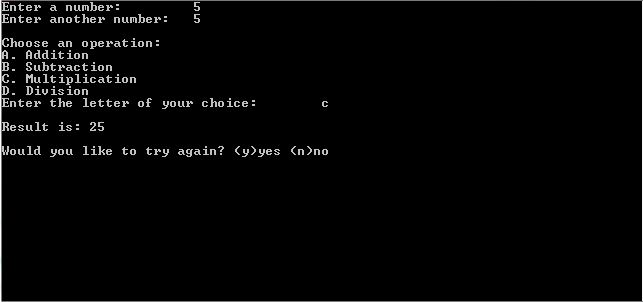 Enter a number: 5
Enter another number: 5
Choose an operation:
A. Addition
B. Subtraction
C. Multiplication
D. Division
Enter the letter of your choice: c
Result is: 25
Would you like to try again? (y)yes (n)no